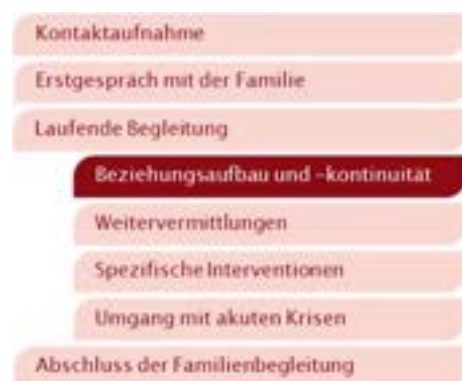 Kontaktaufnahme
Erstgespräch mit der Familie
Laufende Begleitung
Beziehungsaufbau und –kontinuität
Weitervermittlungen
Spezifische Interventionen
Umgang mit akuten Krisen
Abschluss der Familienbegleitung